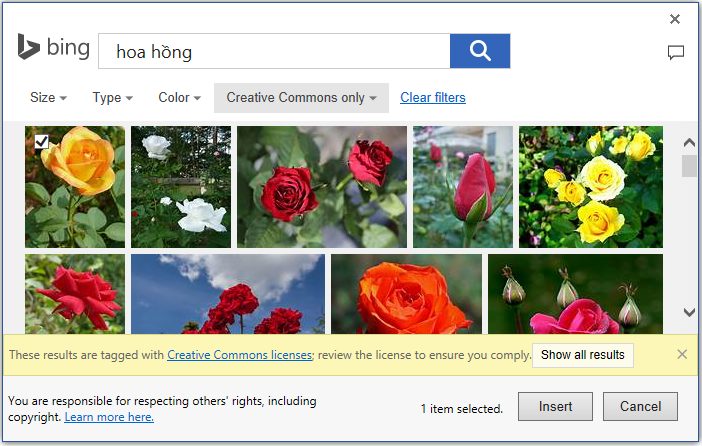 bing
hoa hồng
Size Type Color Creative Commons only Clear filters
These results are tagged with Creative Commons licenses; review the license to ensure you comply. Show all results
You are responsible for respecting others' rights, including
copyright. Learn more here.
1 item selected. Insert Cancel